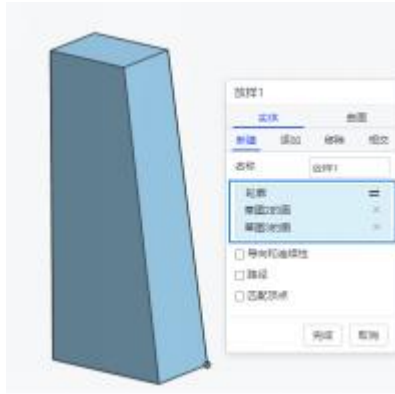 放样1
实体 曲面
新建 添加 移除 相交
名称 放样1
轮廓
草图2的面
草图3的面
导向和连续性
路径
匹配顶点
完成 取消